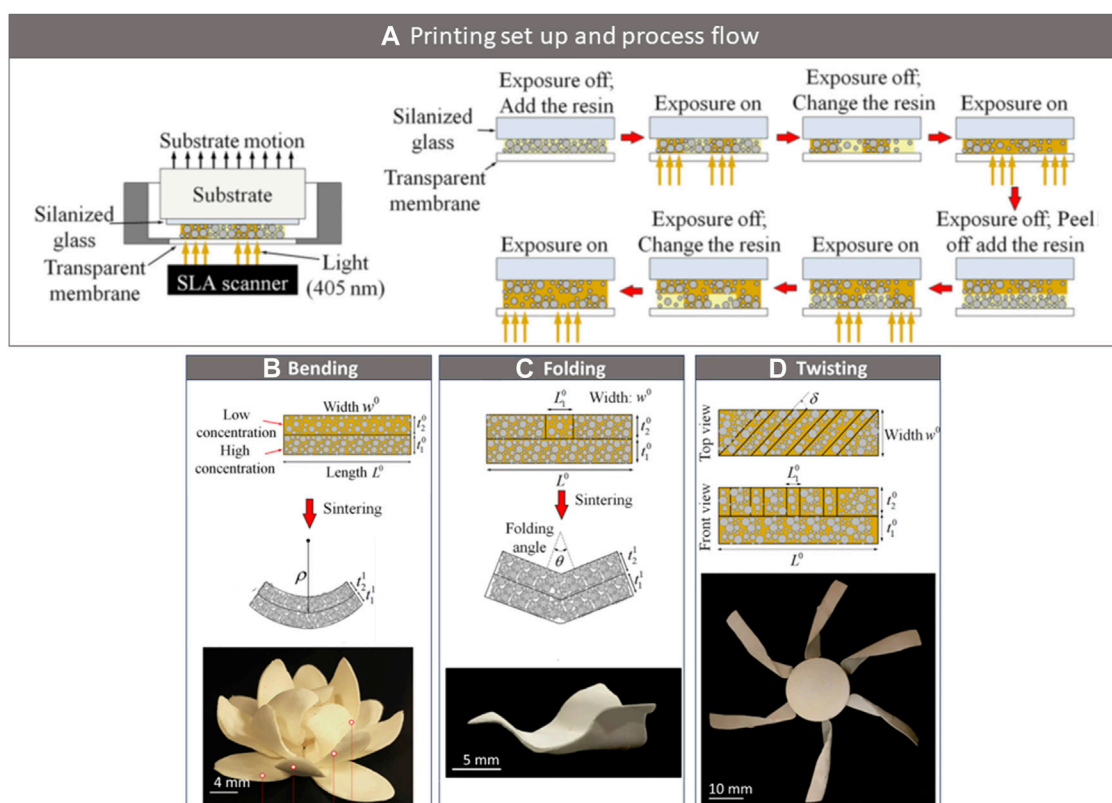 A Printing set up and process flow
Substrate motion
Substrate
Silanized
glass
Transparent
membrane
SLA scanner
Light
(405 nm)
Exposure off;
Add the resin
Exposure on
Exposure off;
Change the resin
Exposure on
Silanized
glass
Transparent
membrane
Exposure on
Exposure off;
Change the resin
Exposure on
Exposure off; Peel
off add the resin
B Bending
Width w⁰
Low
concentration
High
concentration
t₂⁰
t₁⁰
Length L⁰
Sintering
ρ
t₂¹
t₁¹
4 mm
C Folding
L₁⁰
Width: w⁰
t₂⁰
t₁⁰
L⁰
Sintering
Folding
angle
θ
t₂¹
t₁¹
5 mm
D Twisting
Top view
δ
Width w⁰
L₁⁰
Front view
t₂⁰
t₁⁰
L⁰
10 mm